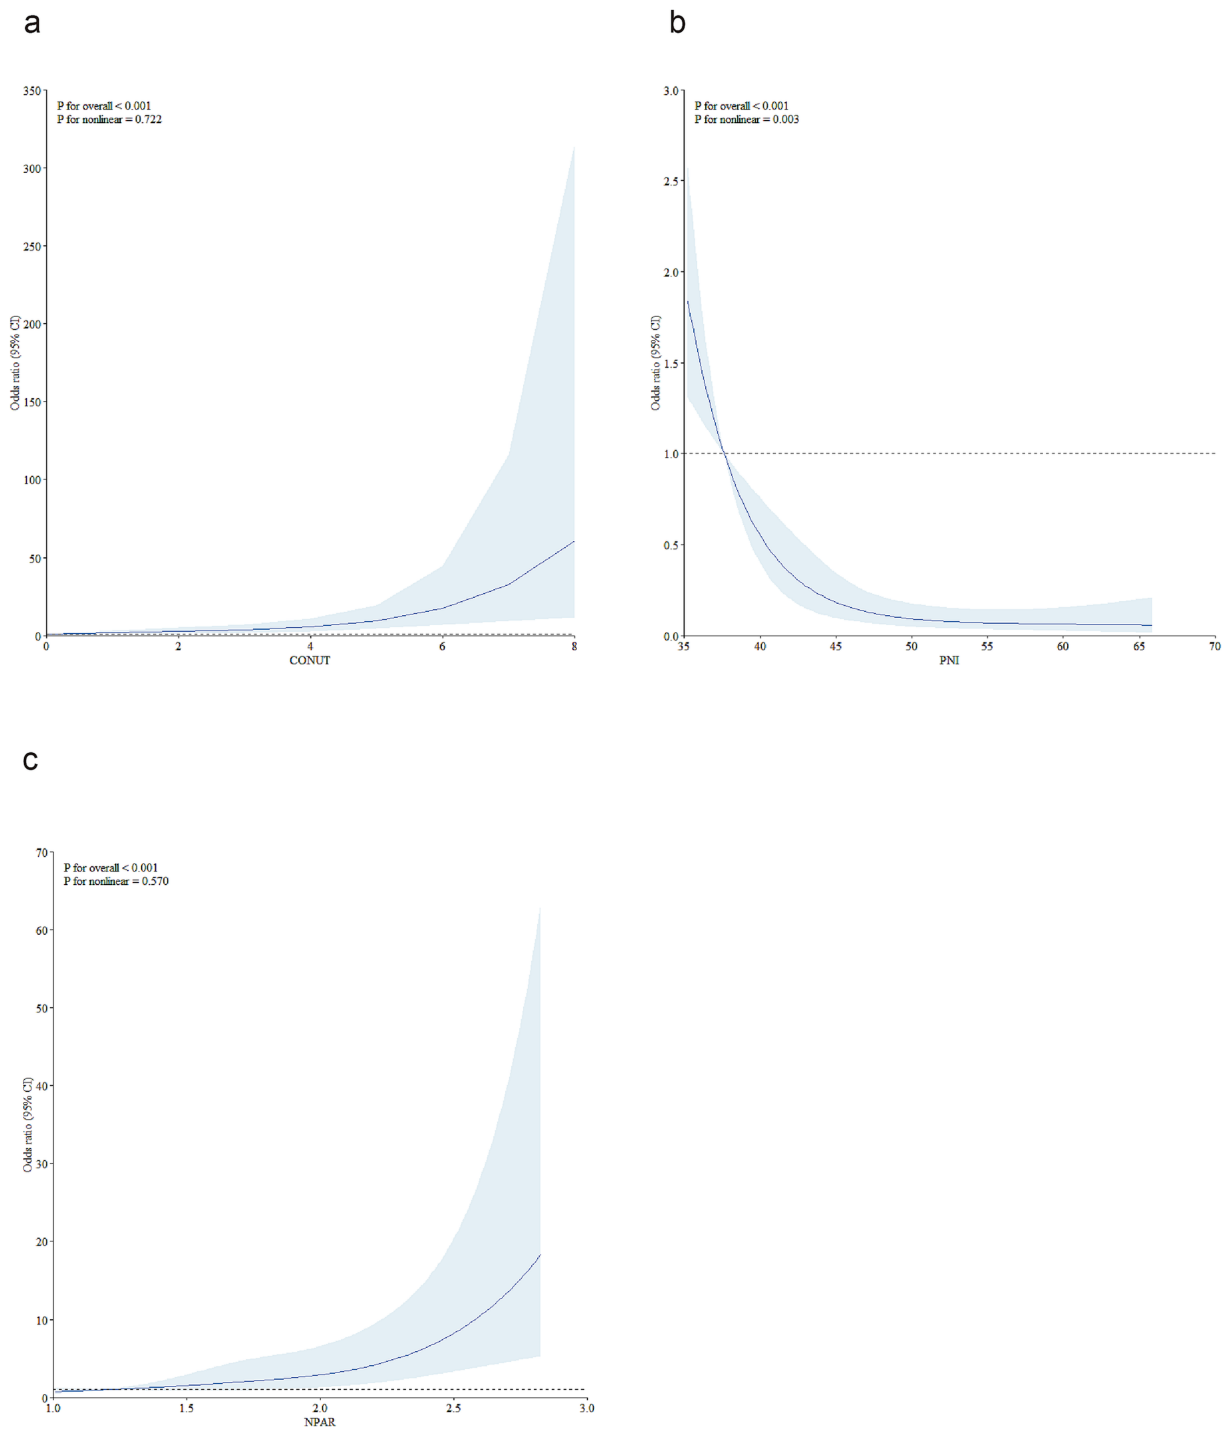 a
P for overall < 0.001
P for nonlinear = 0.722
Odds ratio (95% CI)
350
300
250
200
150
100
50
0
0 2 4 6 8
CONUT
b
P for overall < 0.001
P for nonlinear = 0.003
Odds ratio (95% CI)
3.0
2.5
2.0
1.5
1.0
0.5
0.0
35 40 45 50 55 60 65 70
PNI
c
P for overall < 0.001
P for nonlinear = 0.570
Odds ratio (95% CI)
70
60
50
40
30
20
10
0
1.0 1.5 2.0 2.5 3.0
NPAR